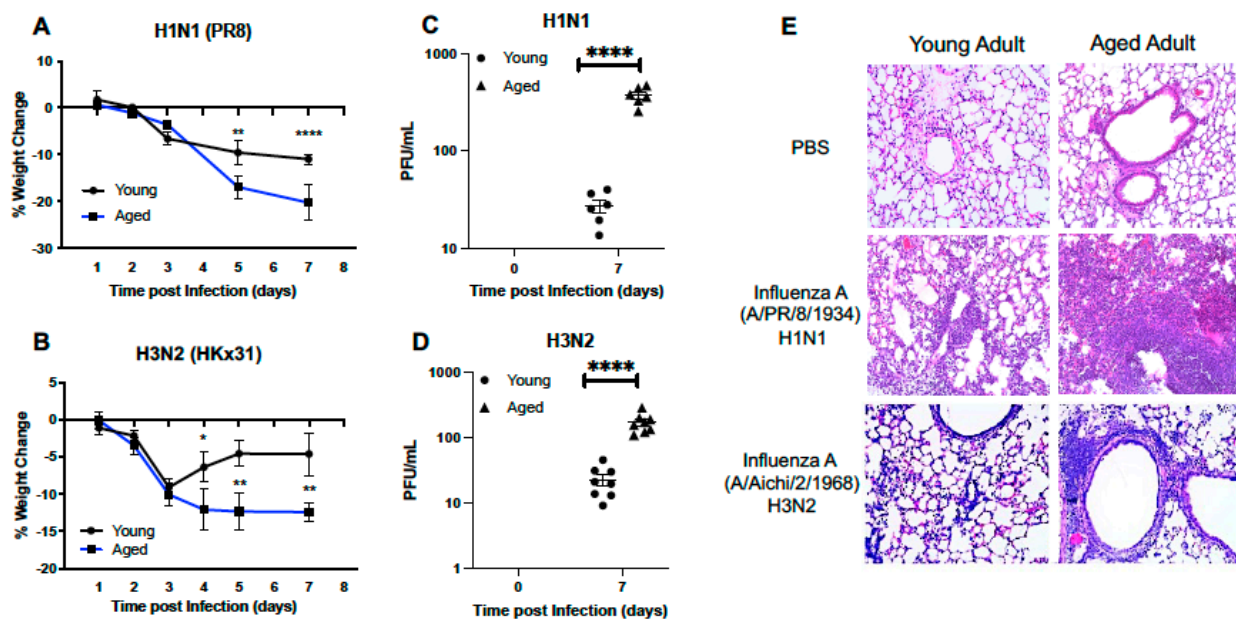 A
H1N1 (PR8)
% Weight Change
10
0
-10
-20
-30
**
****
Young
Aged
1 2 3 4 5 6 7 8
Time post Infection (days)
B
H3N2 (HKx31)
% Weight Change
5
0
-5
-10
-15
-20
*
**
**
Young
Aged
1 2 3 4 5 6 7 8
Time post Infection (days)
C
H1N1
PFU/mL
1000
100
10
Young
Aged
****
0 7
Time post Infection (days)
D
H3N2
PFU/mL
1000
100
10
1
Young
Aged
****
0 7
Time post Infection (days)
E
Young Adult
Aged Adult
PBS
Influenza A
(A/PR/8/1934)
H1N1
Influenza A
(A/Aichi/2/1968)
H3N2